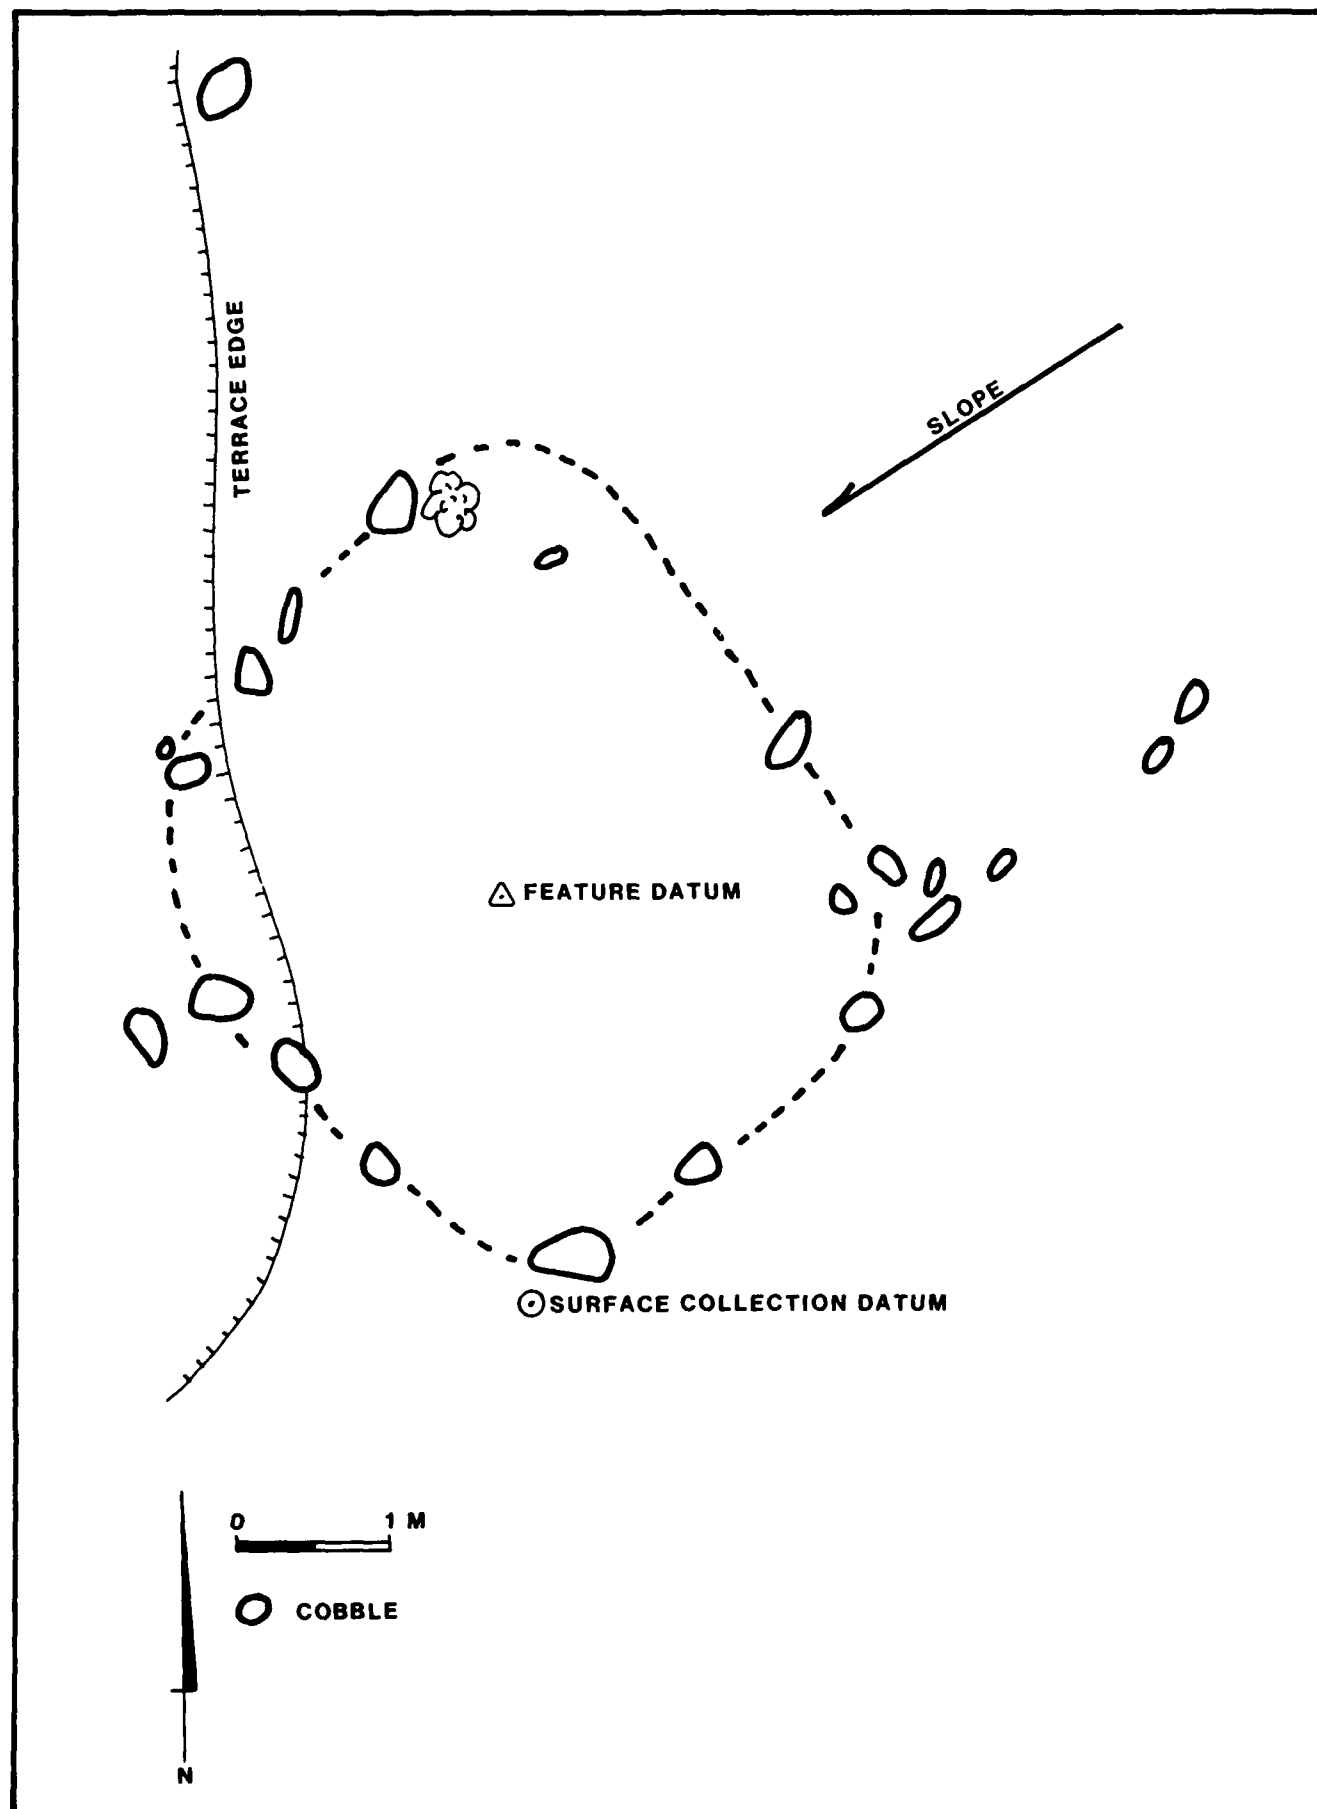 TERRACE EDGE
SLOPE
FEATURE DATUM
SURFACE COLLECTION DATUM
0 1 M
COBBLE
N